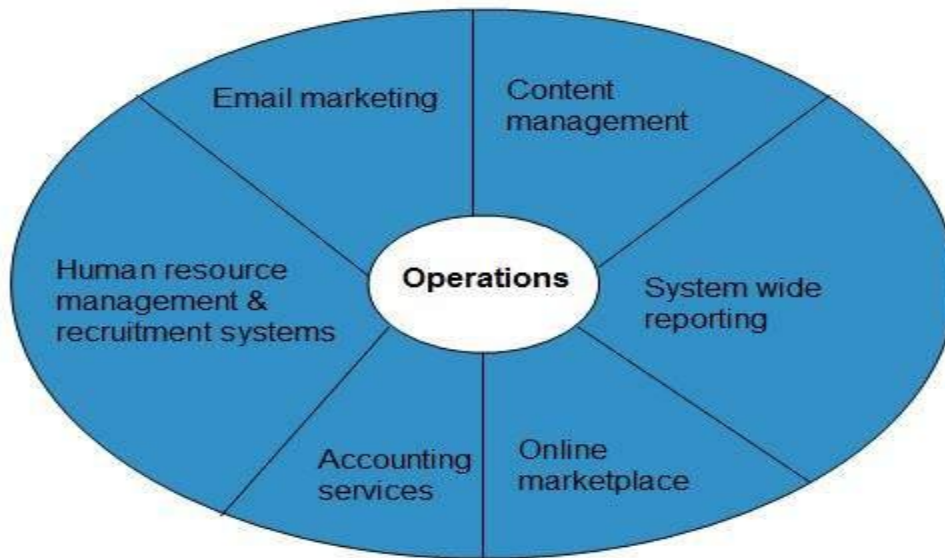 Email marketing
Content
management
Human resource
management &
recruitment systems
Operations
System wide
reporting
Accounting
services
Online
marketplace